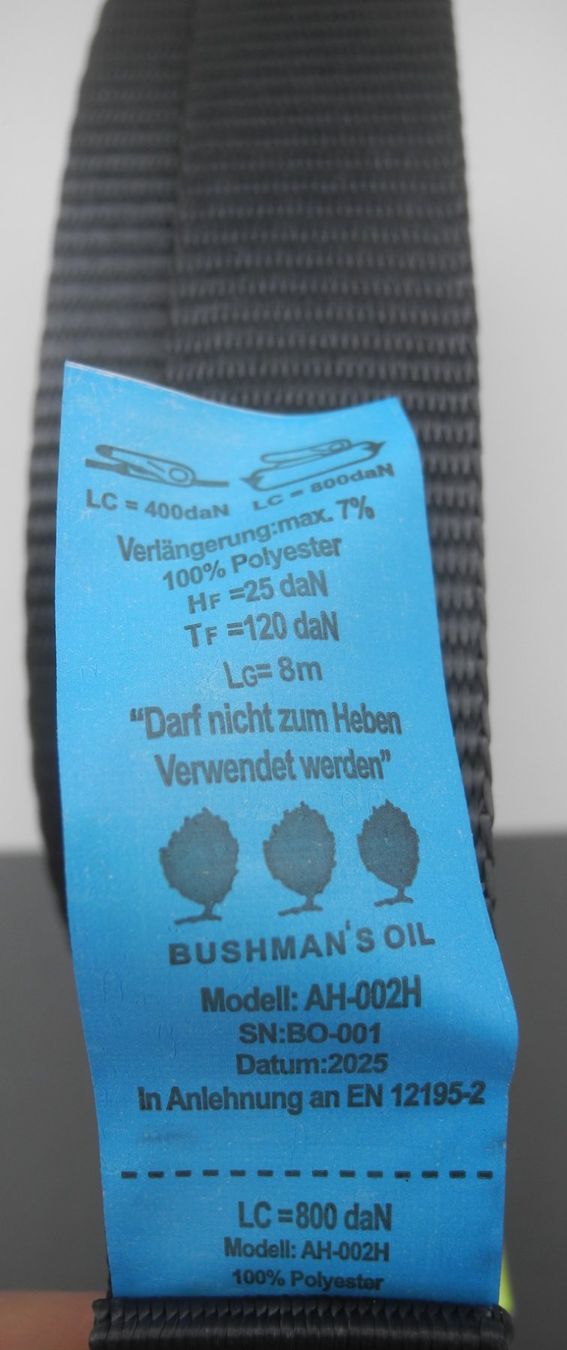 LC = 400daN
LC = 800daN
Verlängerung:max. 7%
100% Polyester
HF =25 daN
TF =120 daN
LG= 8m
“Darf nicht zum Heben
Verwendet werden”
BUSHMAN'S OIL
Modell: AH-002H
SN:BO-001
Datum:2025
In Anlehnung an EN 12195-2
LC =800 daN
Modell: AH-002H
100% Polyester